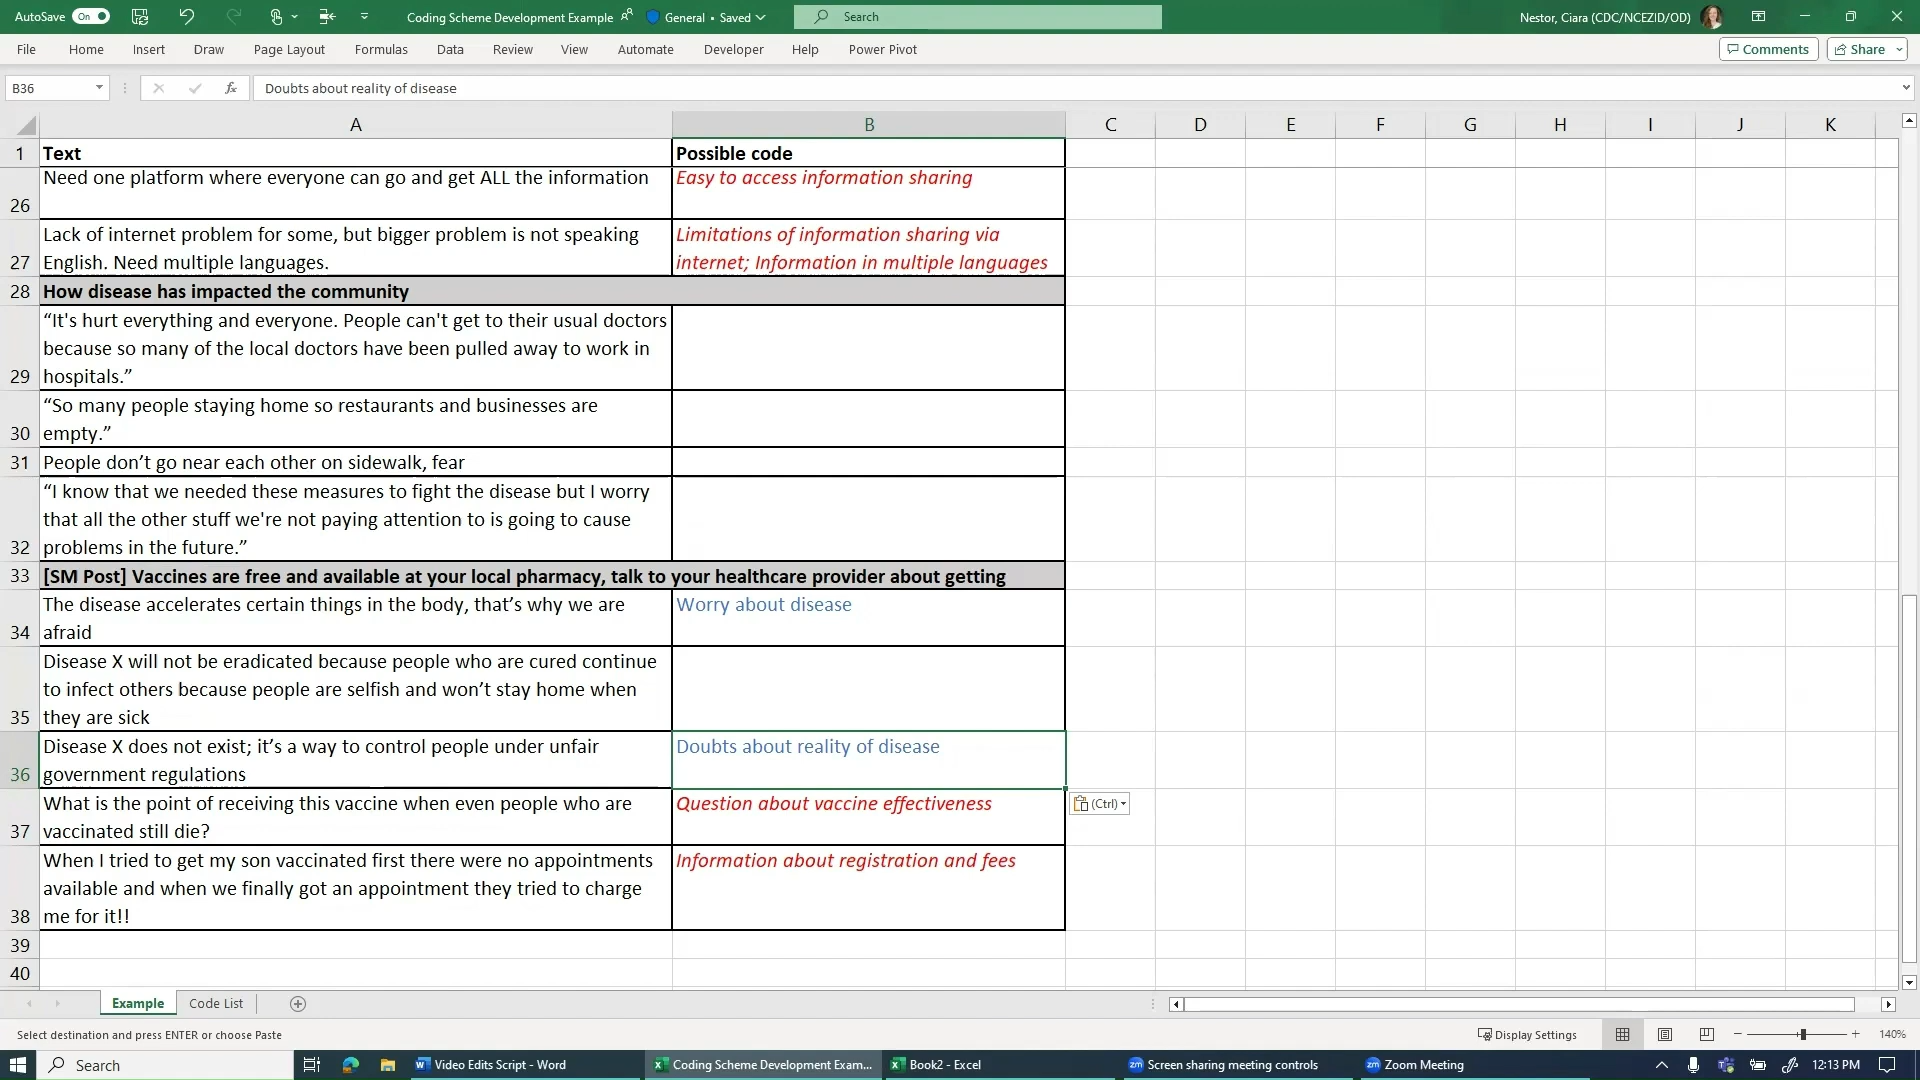 AutoSave On Coding Scheme Development Example General • Saved Search Nestor, Ciara (CDC/NCEZID/OD)
File Home Insert Draw Page Layout Formulas Data Review View Automate Developer Help Power Pivot Comments Share
B36 fx Doubts about reality of disease
A B C D E F G H I J K
1 Text Possible code
Need one platform where everyone can go and get ALL the information Easy to access information sharing
26
Lack of internet problem for some, but bigger problem is not speaking Limitations of information sharing via
27 English. Need multiple languages. internet; Information in multiple languages
28 How disease has impacted the community
“It's hurt everything and everyone. People can't get to their usual doctors
because so many of the local doctors have been pulled away to work in
29 hospitals.”
“So many people staying home so restaurants and businesses are
30 empty.”
31 People don’t go near each other on sidewalk, fear
“I know that we needed these measures to fight the disease but I worry
that all the other stuff we're not paying attention to is going to cause
32 problems in the future.”
33 [SM Post] Vaccines are free and available at your local pharmacy, talk to your healthcare provider about getting
The disease accelerates certain things in the body, that’s why we are Worry about disease
34 afraid
Disease X will not be eradicated because people who are cured continue
to infect others because people are selfish and won’t stay home when
35 they are sick
Disease X does not exist; it’s a way to control people under unfair Doubts about reality of disease
36 government regulations
What is the point of receiving this vaccine when even people who are Question about vaccine effectiveness (Ctrl)
37 vaccinated still die?
When I tried to get my son vaccinated first there were no appointments Information about registration and fees
available and when we finally got an appointment they tried to charge
38 me for it!!
39
40
Example Code List
Select destination and press ENTER or choose Paste Display Settings 140%
Search Video Edits Script - Word Coding Scheme Development Exam... Book2 - Excel Screen sharing meeting controls Zoom Meeting 12:13 PM